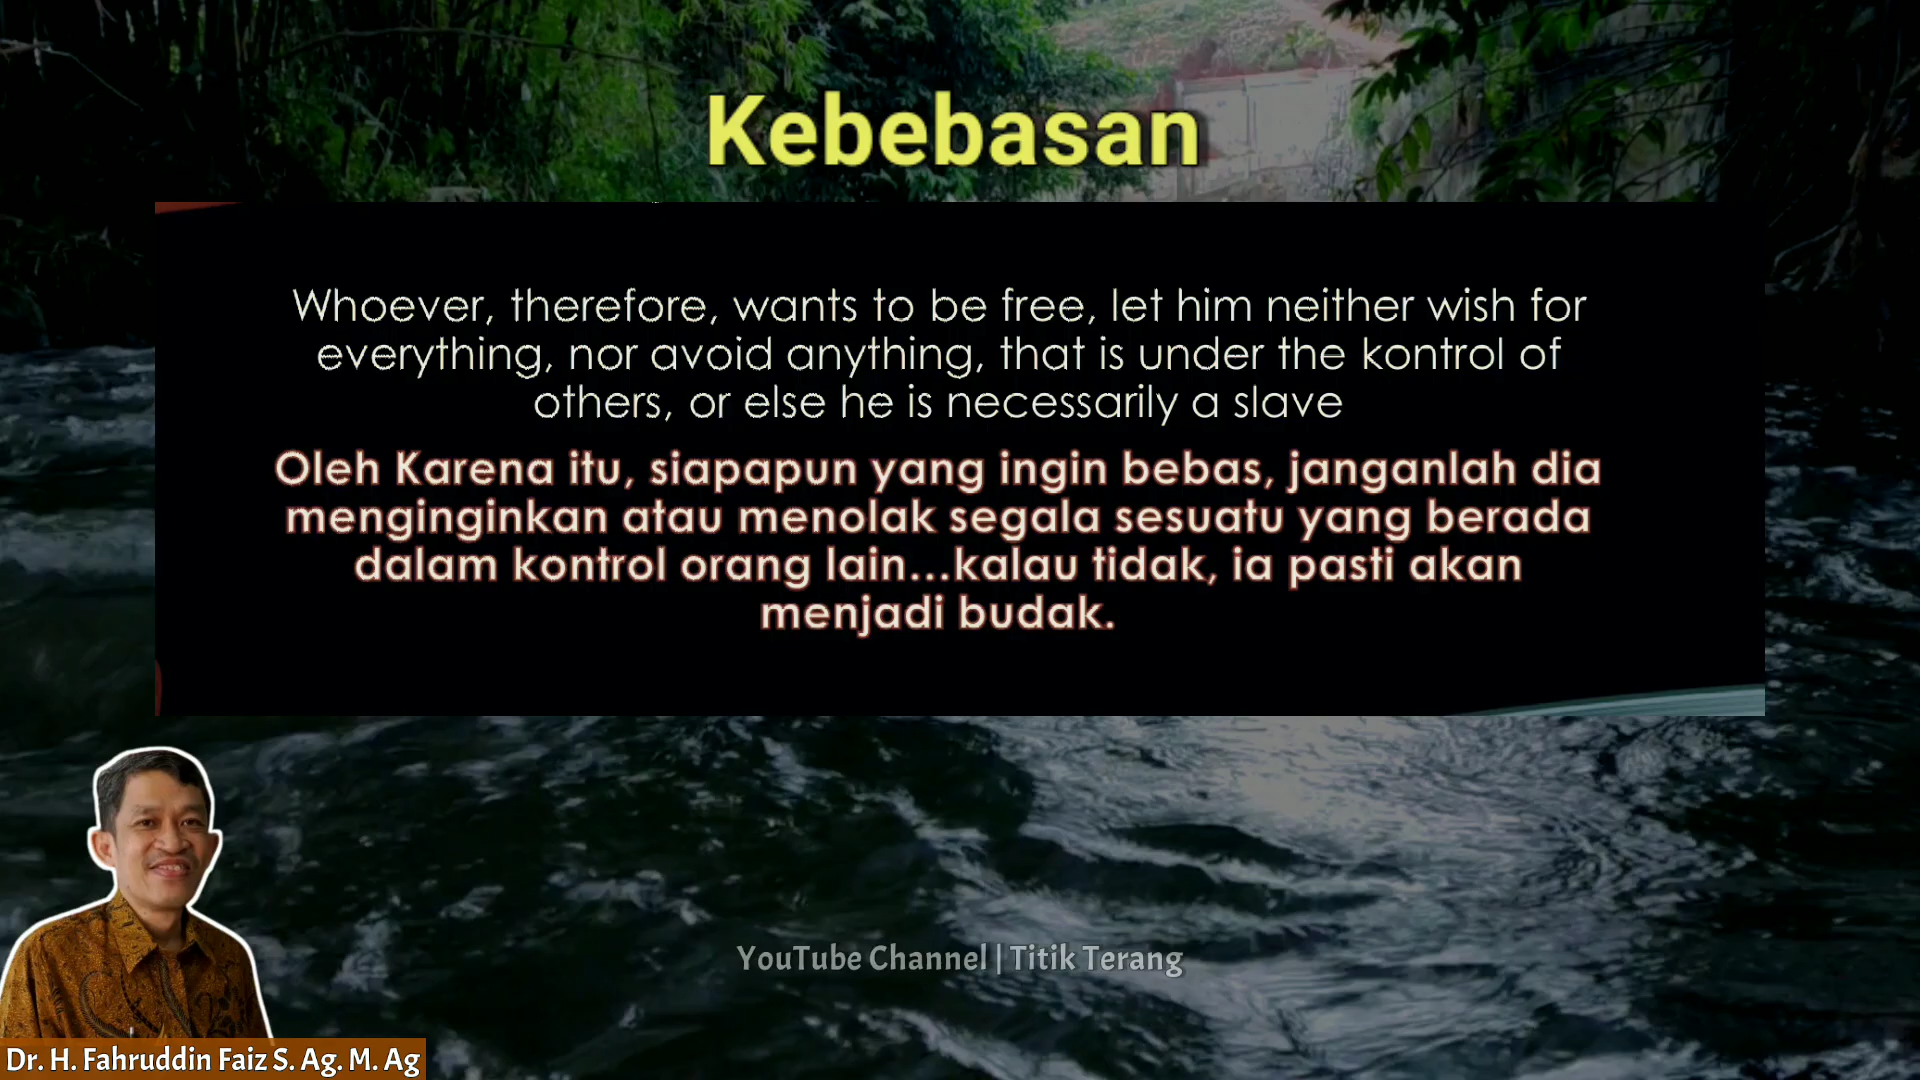 Kebebasan
Whoever, therefore, wants to be free, let him neither wish for
everything, nor avoid anything, that is under the kontrol of
others, or else he is necessarily a slave
Oleh Karena itu, siapapun yang ingin bebas, janganlah dia
menginginkan atau menolak segala sesuatu yang berada
dalam kontrol orang lain...kalau tidak, ia pasti akan
menjadi budak.
YouTube Channel | Titik Terang
Dr. H. Fahruddin Faiz S. Ag. M. Ag